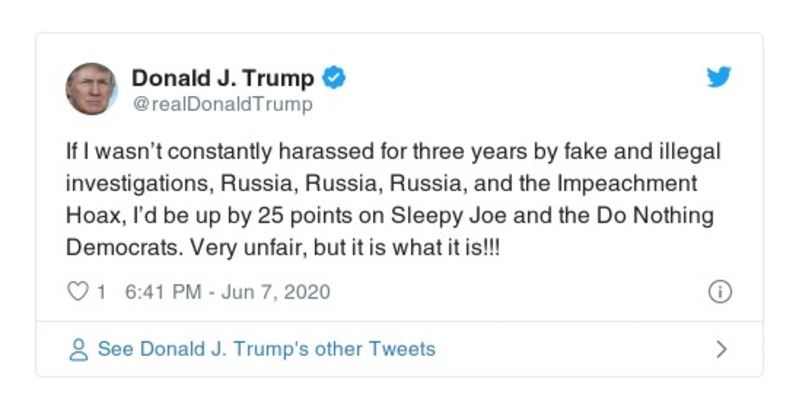 Donald J. Trump
@realDonaldTrump
If I wasn’t constantly harassed for three years by fake and illegal
investigations, Russia, Russia, Russia, and the Impeachment
Hoax, I’d be up by 25 points on Sleepy Joe and the Do Nothing
Democrats. Very unfair, but it is what it is!!!
1 6:41 PM - Jun 7, 2020
See Donald J. Trump's other Tweets